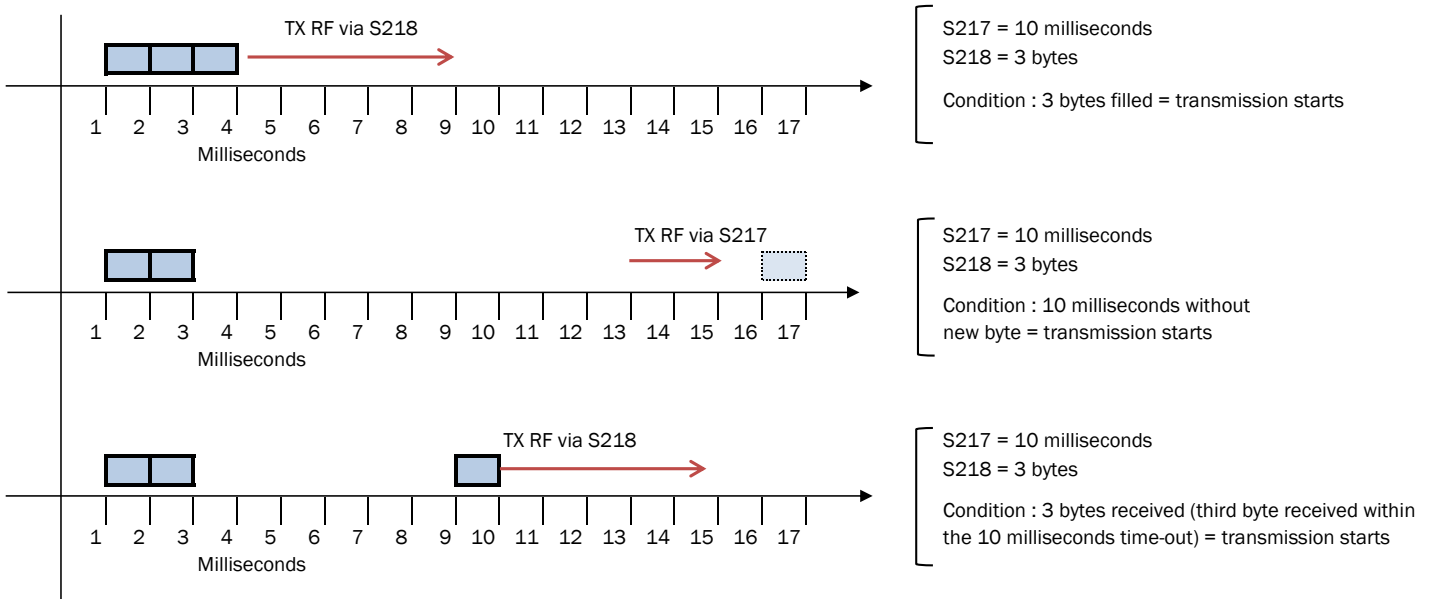 TX RF via S218
1 2 3 4 5 6 7 8 9 10 11 12 13 14 15 16 17
Milliseconds
S217 = 10 milliseconds
S218 = 3 bytes
Condition : 3 bytes filled = transmission starts
TX RF via S217
1 2 3 4 5 6 7 8 9 10 11 12 13 14 15 16 17
Milliseconds
S217 = 10 milliseconds
S218 = 3 bytes
Condition : 10 milliseconds without
new byte = transmission starts
TX RF via S218
1 2 3 4 5 6 7 8 9 10 11 12 13 14 15 16 17
Milliseconds
S217 = 10 milliseconds
S218 = 3 bytes
Condition : 3 bytes received (third byte received within
the 10 milliseconds time-out) = transmission starts